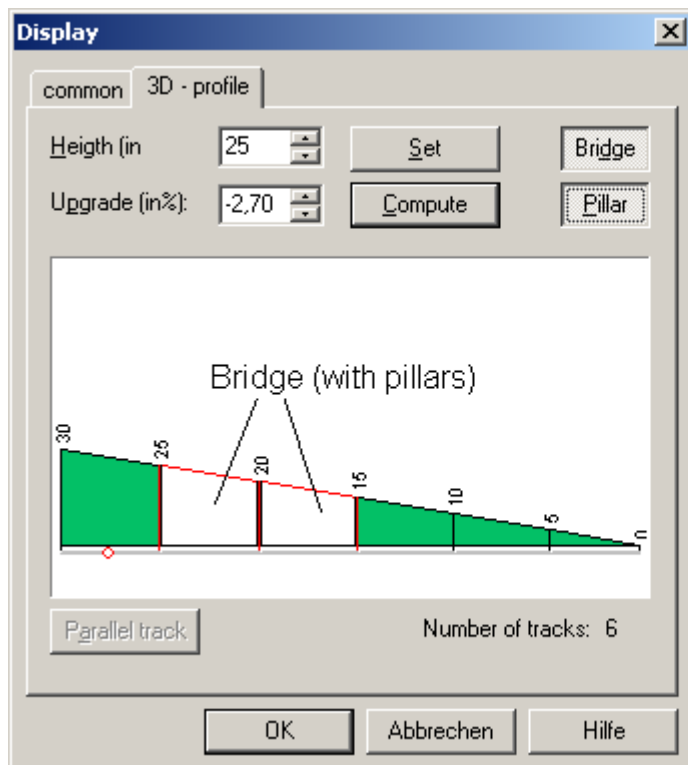 Display
common 3D - profile
Heigth (in 25 Set Bridge
Upgrade (in%): -2,70 Compute Pillar
Bridge (with pillars)
30
25
20
15
10
5
0
Parallel track Number of tracks: 6
OK Abbrechen Hilfe